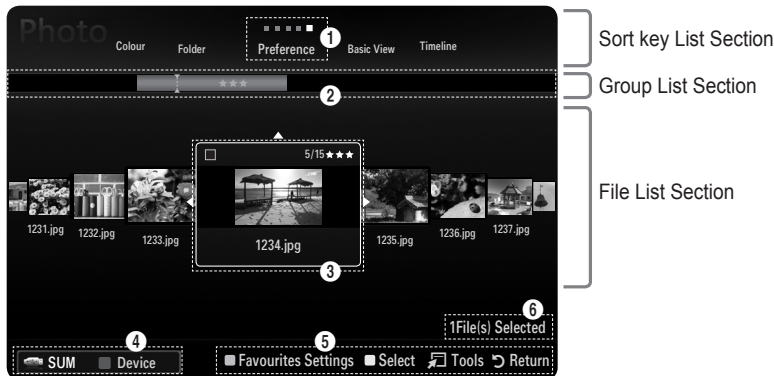 Photo
Colour Folder Preference Basic View Timeline
1
Sort key List Section
★★★
2
Group List Section
5/15★★★
1231.jpg 1232.jpg 1233.jpg 1234.jpg 1235.jpg 1236.jpg 1237.jpg
3
File List Section
6
1File(s) Selected
4 5
SUM Device Favourites Settings Select Tools Return